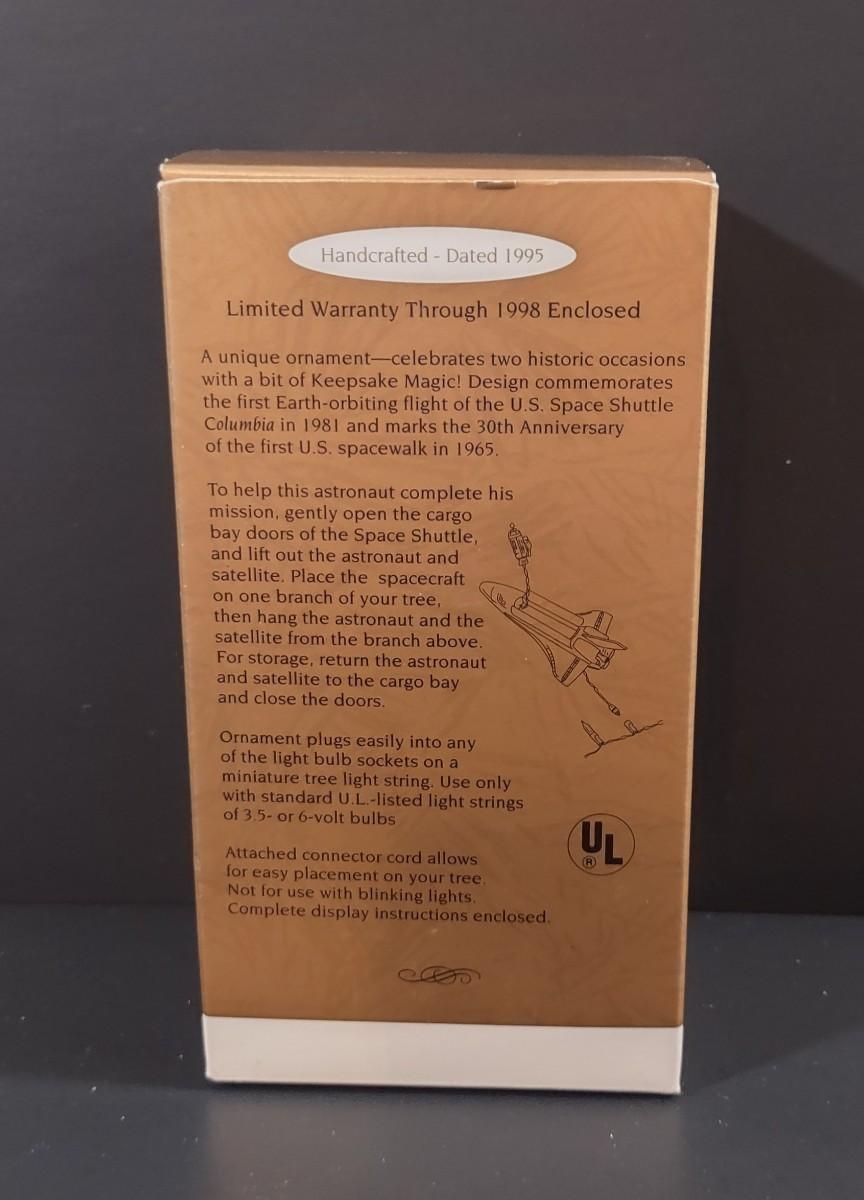 Handcrafted - Dated 1995
Limited Warranty Through 1998 Enclosed
A unique ornament—celebrates two historic occasions
with a bit of Keepsake Magic! Design commemorates
the first Earth-orbiting flight of the U.S. Space Shuttle
Columbia in 1981 and marks the 30th Anniversary
of the first U.S. spacewalk in 1965.
To help this astronaut complete his
mission, gently open the cargo
bay doors of the Space Shuttle,
and lift out the astronaut and
satellite. Place the spacecraft
on one branch of your tree,
then hang the astronaut and the
satellite from the branch above.
For storage, return the astronaut
and satellite to the cargo bay
and close the doors.
Ornament plugs easily into any
of the light bulb sockets on a
miniature tree light string. Use only
with standard U.L.-listed light strings
of 3.5- or 6-volt bulbs
UL
®
Attached connector cord allows
for easy placement on your tree.
Not for use with blinking lights.
Complete display instructions enclosed.